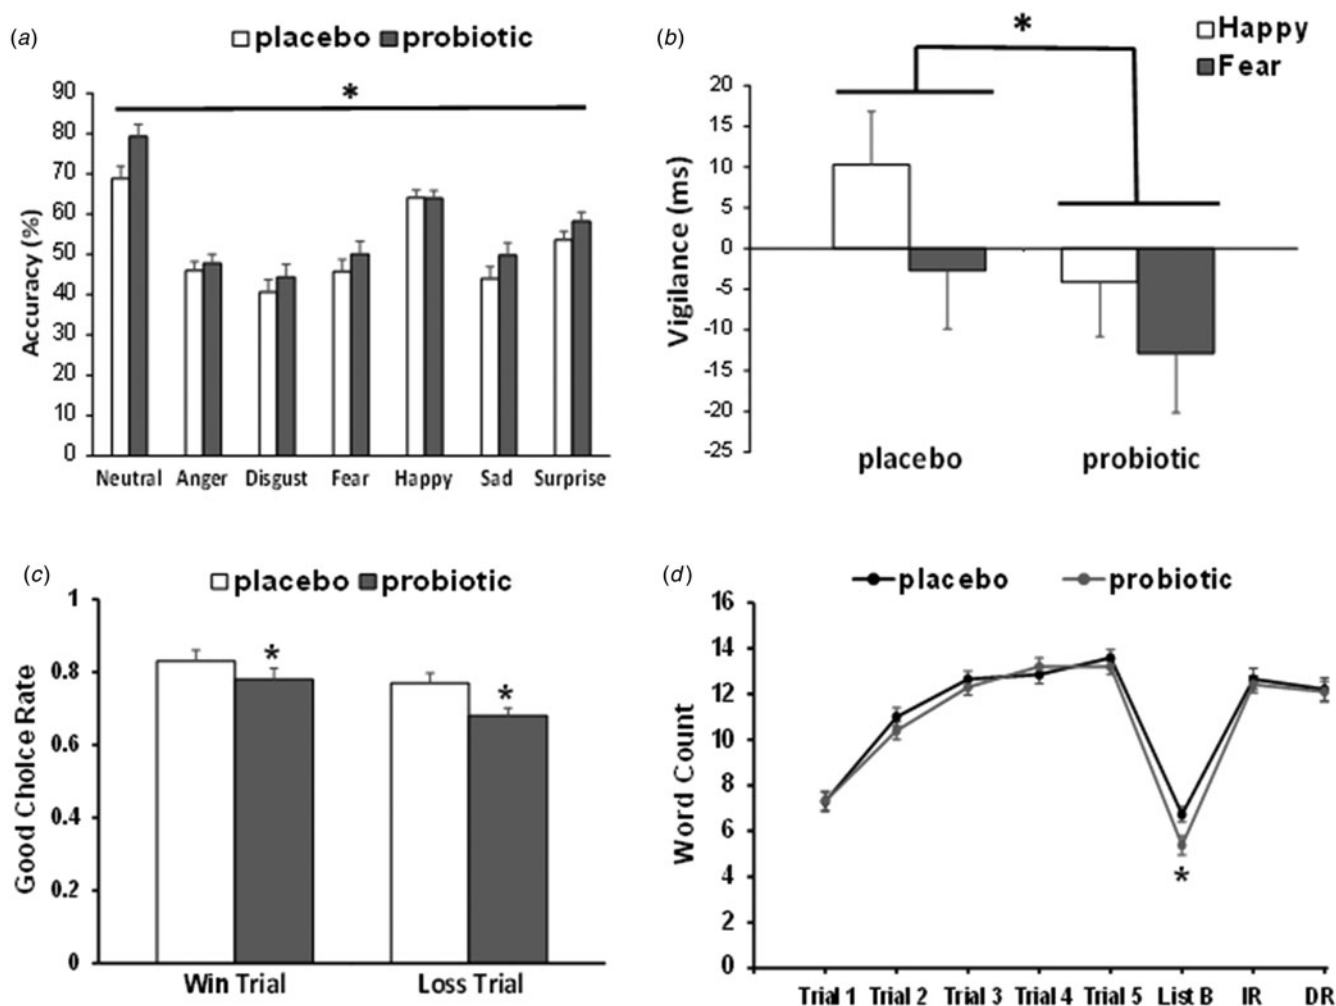 (a)
placebo probiotic
*
Accuracy (%)
90
80
70
60
50
40
30
20
10
0
Neutral Anger Disgust Fear Happy Sad Surprise
(b)
*
Happy
Fear
Vigilance (ms)
20
15
10
5
0
-5
-10
-15
-20
-25
placebo probiotic
(c)
placebo probiotic
Good Choice Rate
1
0.8
0.6
0.4
0.2
0
* *
Win Trial Loss Trial
(d)
placebo probiotic
Word Count
16
14
12
10
8
6
4
2
0
*
Trial 1 Trial 2 Trial 3 Trial 4 Trial 5 List B IR DR